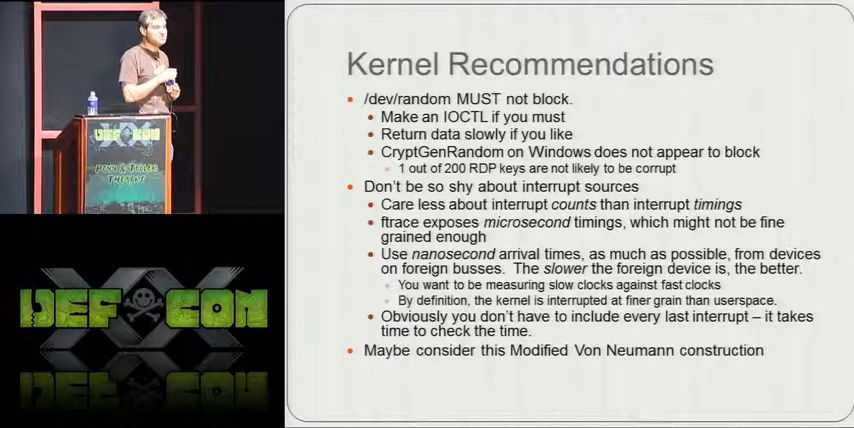 Kernel Recommendations
/dev/random MUST not block.
Make an IOCTL if you must
Return data slowly if you like
CryptGenRandom on Windows does not appear to block
1 out of 200 RDP keys are not likely to be corrupt
Don't be so shy about interrupt sources
Care less about interrupt counts than interrupt timings
ftrace exposes microsecond timings, which might not be fine
grained enough
Use nanosecond arrival times, as much as possible, from devices
on foreign busses. The slower the foreign device is, the better.
You want to be measuring slow clocks against fast clocks
By definition, the kernel is interrupted at finer grain than userspace.
Obviously you don't have to include every last interrupt – it takes
time to check the time.
Maybe consider this Modified Von Neumann construction
DEF CON
PENN & TELLER
THEATRE
XX
DEF CON